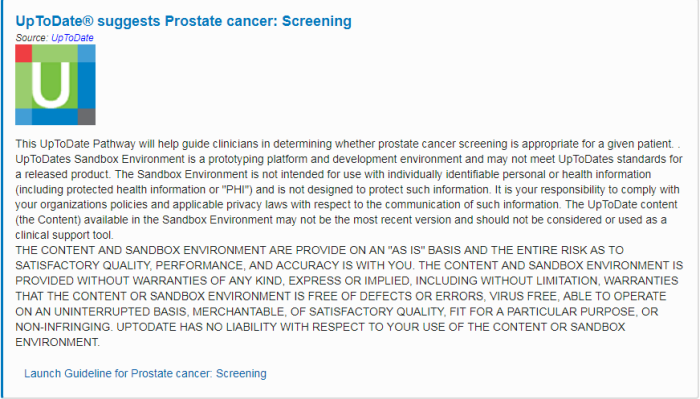 UpToDate® suggests Prostate cancer: Screening
Source: UpToDate
U
This UpToDate Pathway will help guide clinicians in determining whether prostate cancer screening is appropriate for a given patient. .
UpToDates Sandbox Environment is a prototyping platform and development environment and may not meet UpToDates standards for
a released product. The Sandbox Environment is not intended for use with individually identifiable personal or health information
(including protected health information or "PHI") and is not designed to protect such information. It is your responsibility to comply with
your organizations policies and applicable privacy laws with respect to the communication of such information. The UpToDate content
(the Content) available in the Sandbox Environment may not be the most recent version and should not be considered or used as a
clinical support tool.
THE CONTENT AND SANDBOX ENVIRONMENT ARE PROVIDE ON AN "AS IS" BASIS AND THE ENTIRE RISK AS TO
SATISFACTORY QUALITY, PERFORMANCE, AND ACCURACY IS WITH YOU. THE CONTENT AND SANDBOX ENVIRONMENT IS
PROVIDED WITHOUT WARRANTIES OF ANY KIND, EXPRESS OR IMPLIED, INCLUDING WITHOUT LIMITATION, WARRANTIES
THAT THE CONTENT OR SANDBOX ENVIRONMENT IS FREE OF DEFECTS OR ERRORS, VIRUS FREE, ABLE TO OPERATE
ON AN UNINTERRUPTED BASIS, MERCHANTABLE, OF SATISFACTORY QUALITY, FIT FOR A PARTICULAR PURPOSE, OR
NON-INFRINGING. UPTODATE HAS NO LIABILITY WITH RESPECT TO YOUR USE OF THE CONTENT OR SANDBOX
ENVIRONMENT.
Launch Guideline for Prostate cancer: Screening